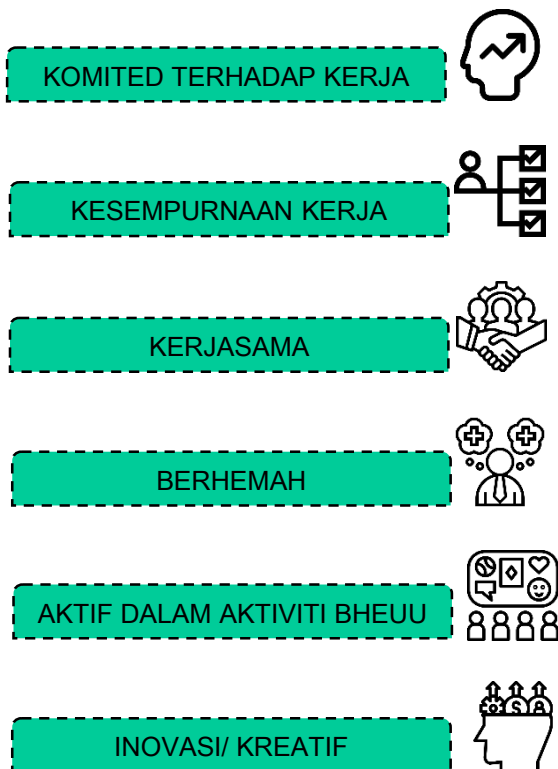 KOMITED TERHADAP KERJA
KESEMPURNAAN KERJA
KERJASAMA
BERHEMAH
AKTIF DALAM AKTIVITI BHEUU
INOVASI/ KREATIF